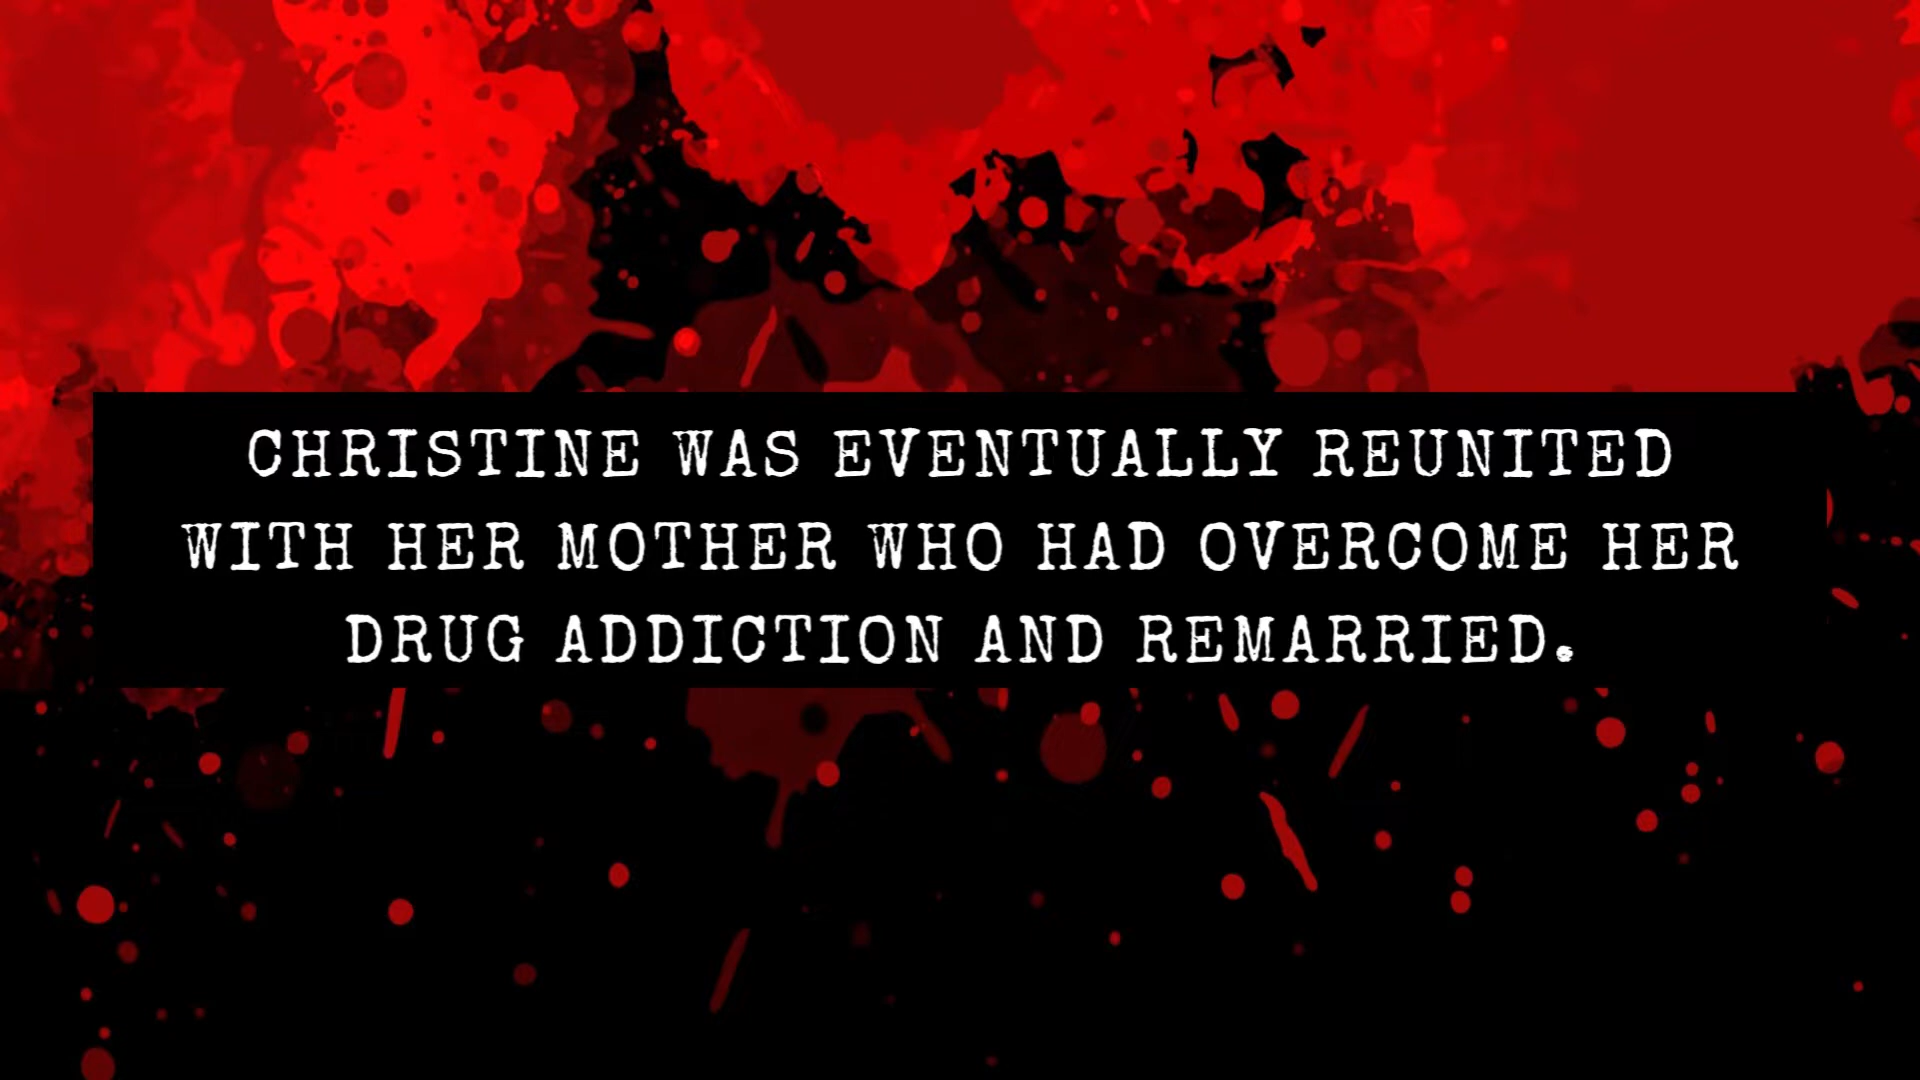 CHRISTINE WAS EVENTUALLY REUNITED
WITH HER MOTHER WHO HAD OVERCOME HER
DRUG ADDICTION AND REMARRIED.